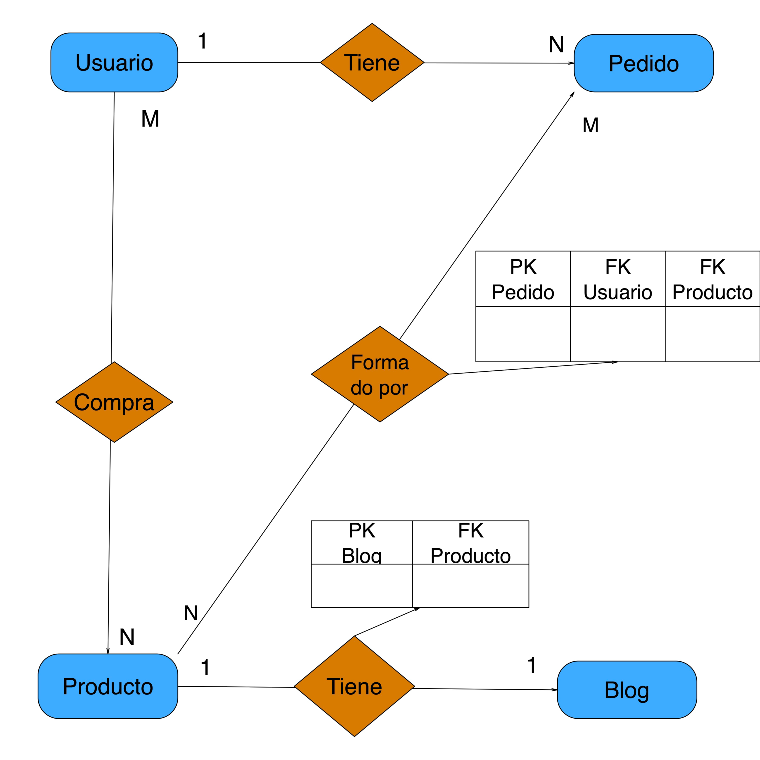 1
Usuario
Tiene
N
Pedido
M
M
PK
Pedido
FK
Usuario
FK
Producto
Forma
do por
Compra
PK
Blog
FK
Producto
N
N
Producto
1
Tiene
1
Blog